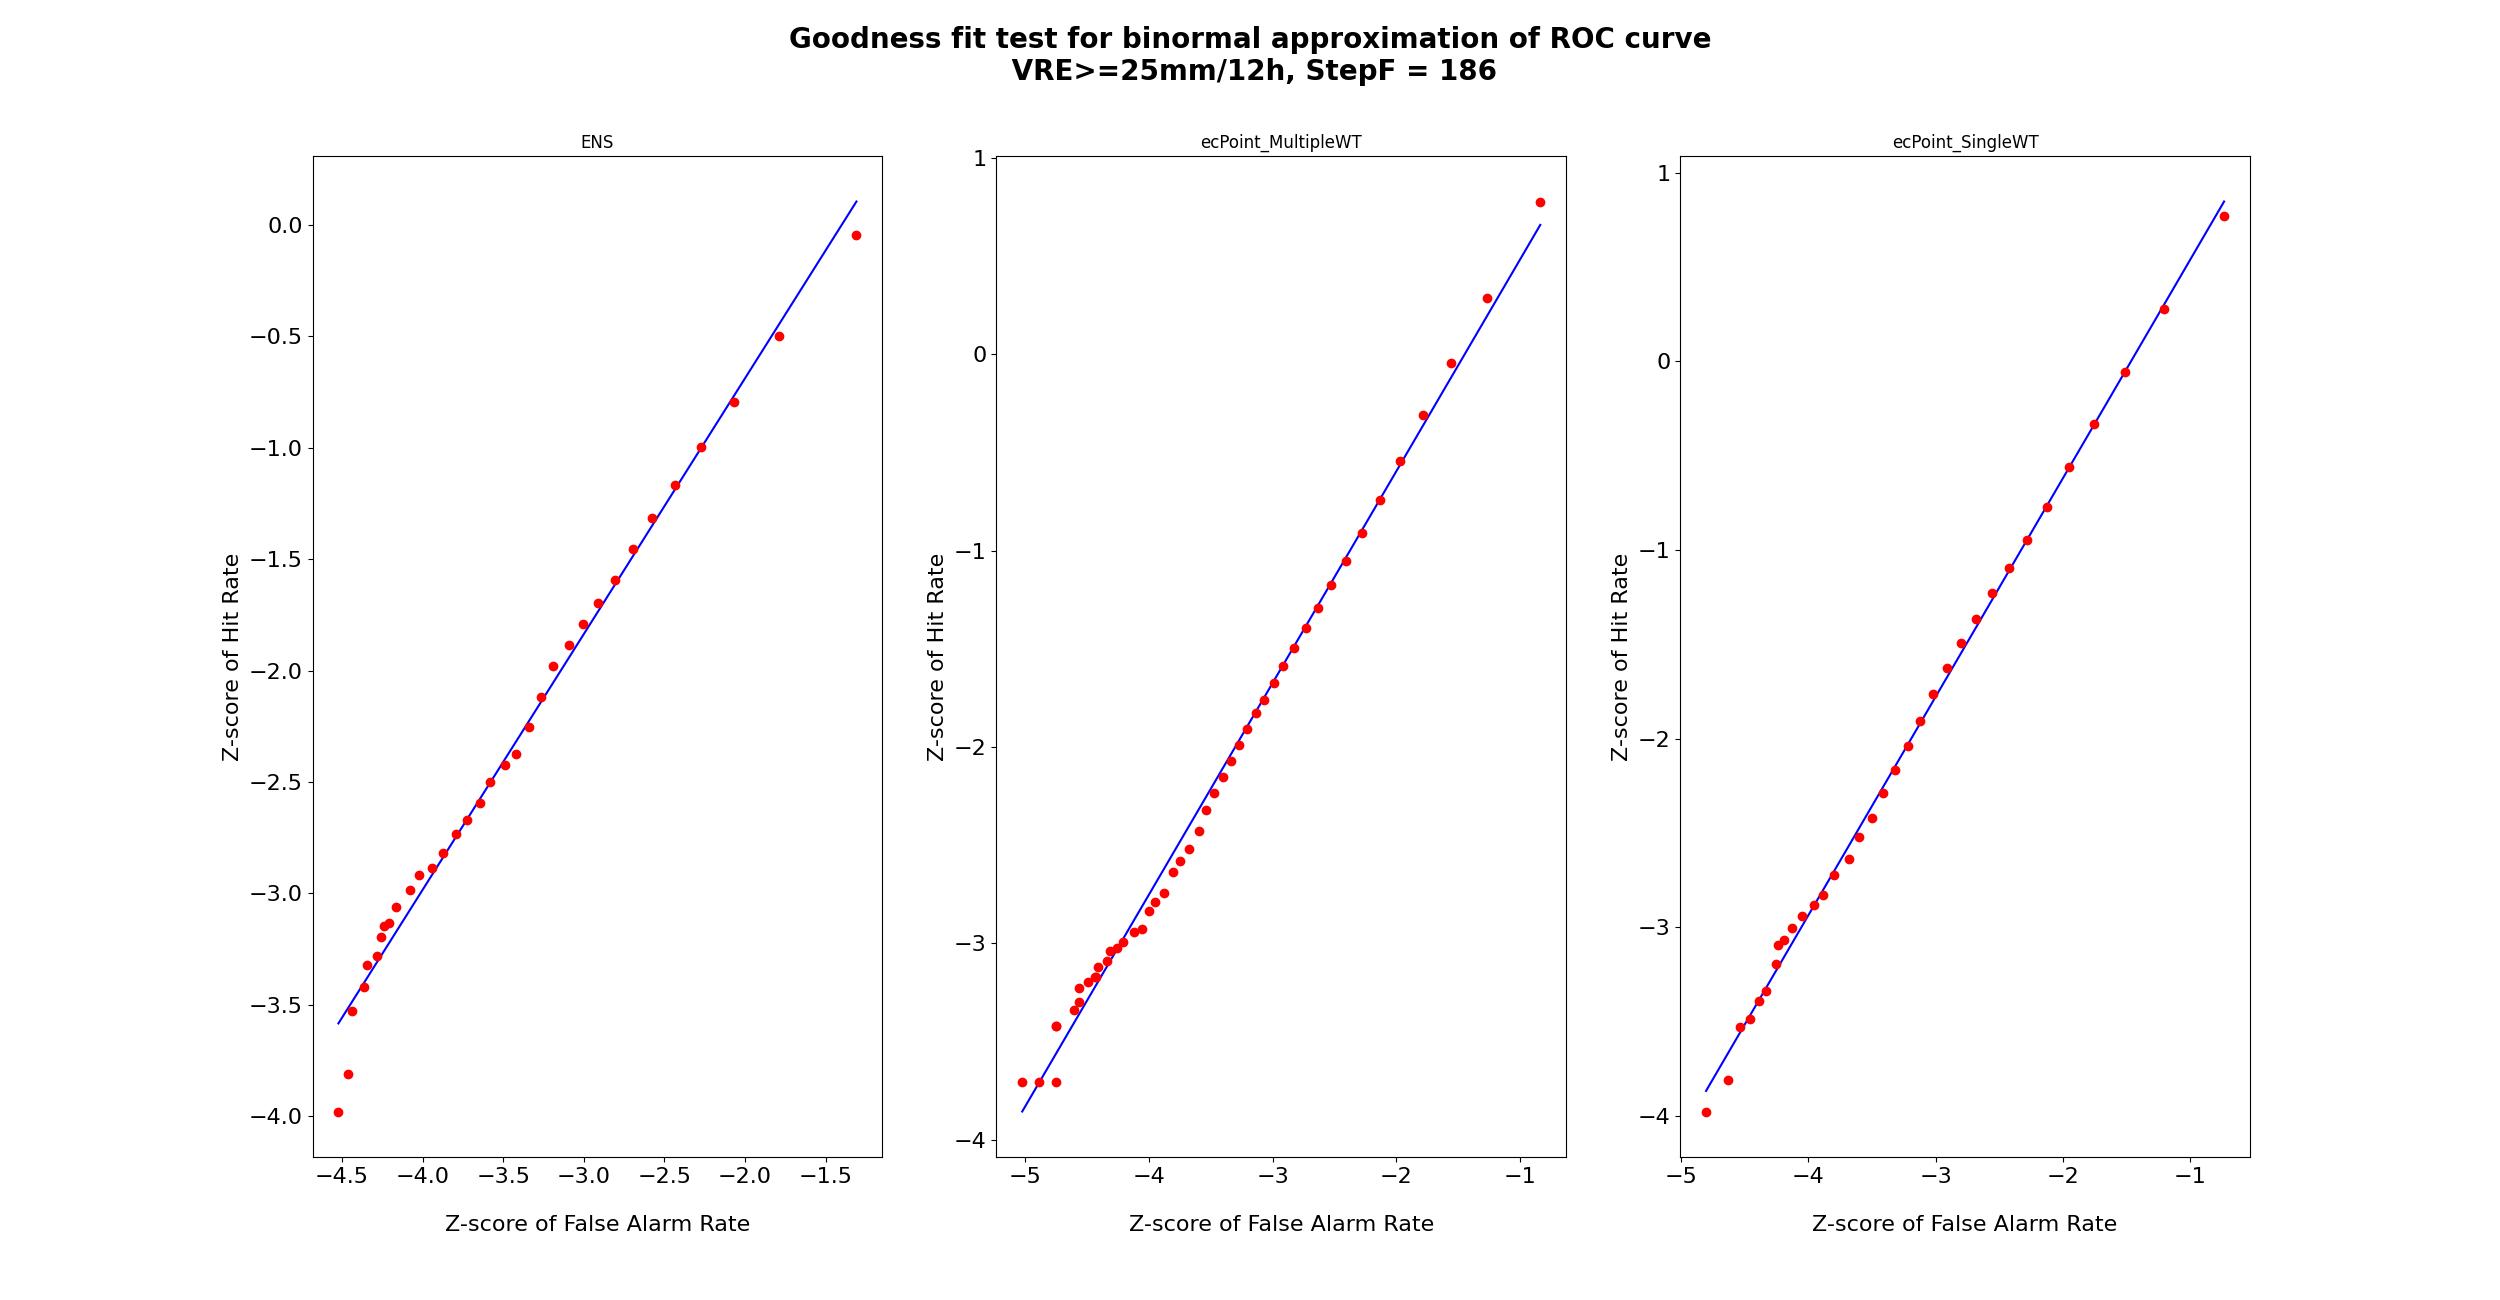 Goodness fit test for binormal approximation of ROC curve
VRE>=25mm/12h, StepF = 186
ENS
0.0
−0.5
−1.0
−1.5
−2.0
−2.5
−3.0
−3.5
−4.0
Z-score of Hit Rate
−4.5 −4.0 −3.5 −3.0 −2.5 −2.0 −1.5
Z-score of False Alarm Rate
ecPoint_MultipleWT
1
0
−1
−2
−3
−4
Z-score of Hit Rate
−5 −4 −3 −2 −1
Z-score of False Alarm Rate
ecPoint_SingleWT
1
0
−1
−2
−3
−4
Z-score of Hit Rate
−5 −4 −3 −2 −1
Z-score of False Alarm Rate